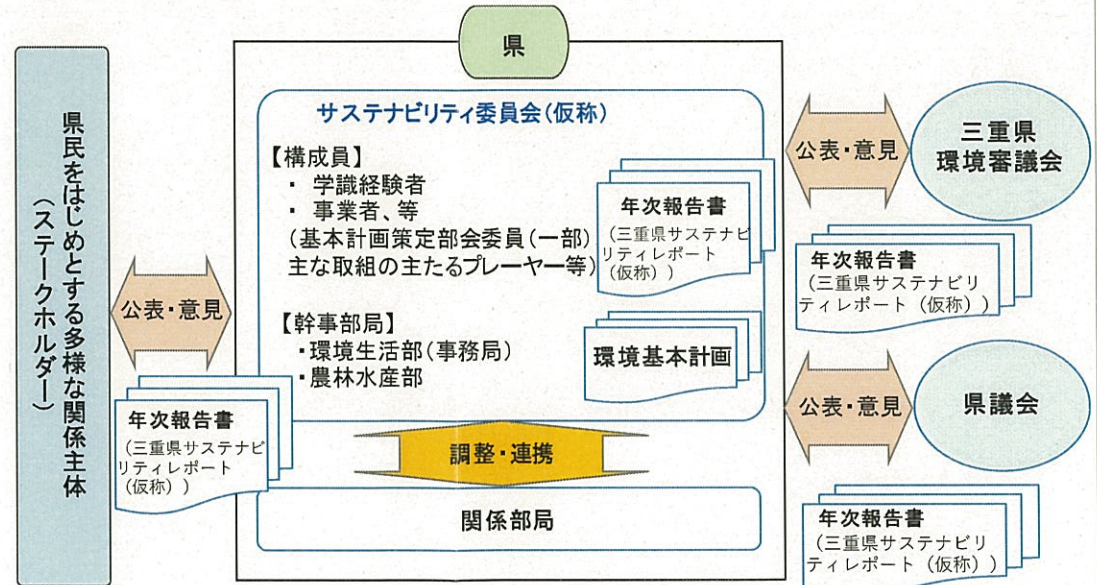 県
県民をはじめとする多様な関係主体
（ステークホルダー）
公表・意見
年次報告書
（三重県サステナビ
リティレポート
（仮称））
サステナビリティ委員会（仮称）
【構成員】
・ 学識経験者
・ 事業者、等
（基本計画策定部会委員（一部）
主な取組の主たるプレーヤー等）
年次報告書
（三重県サステナビ
リティレポート
（仮称））
【幹事部局】
・環境生活部（事務局）
・農林水産部
環境基本計画
調整・連携
関係部局
公表・意見
三重県
環境審議会
年次報告書
（三重県サステナビリ
ティレポート（仮称））
公表・意見
県議会
年次報告書
（三重県サステナビリ
ティレポート（仮称））